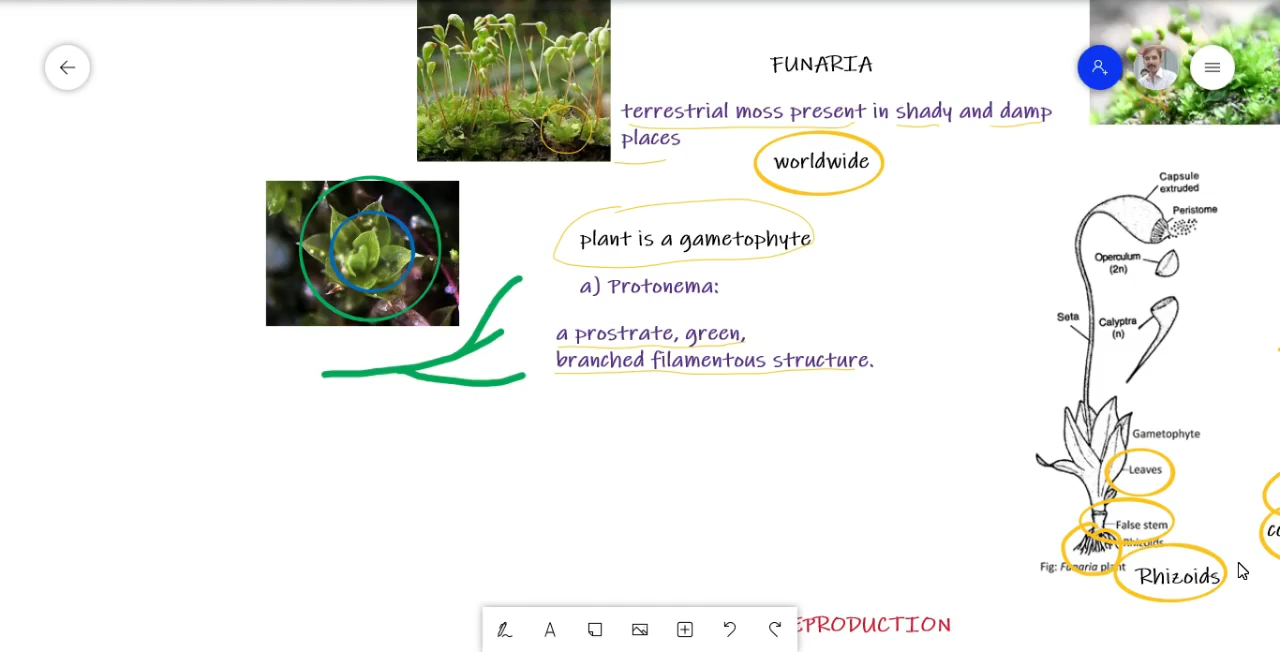 FUNARIA
terrestrial moss present in shady and damp
places
worldwide
plant is a gametophyte
a) Protonema:
a prostrate, green,
branched filamentous structure.
Capsule
extruded
Peristome
Operculum
(2n)
Seta
Calyptra
(n)
Gametophyte
Leaves
False stem
Rhizoids
Fig: Funaria plant
Rhizoids
EPRODUCTION